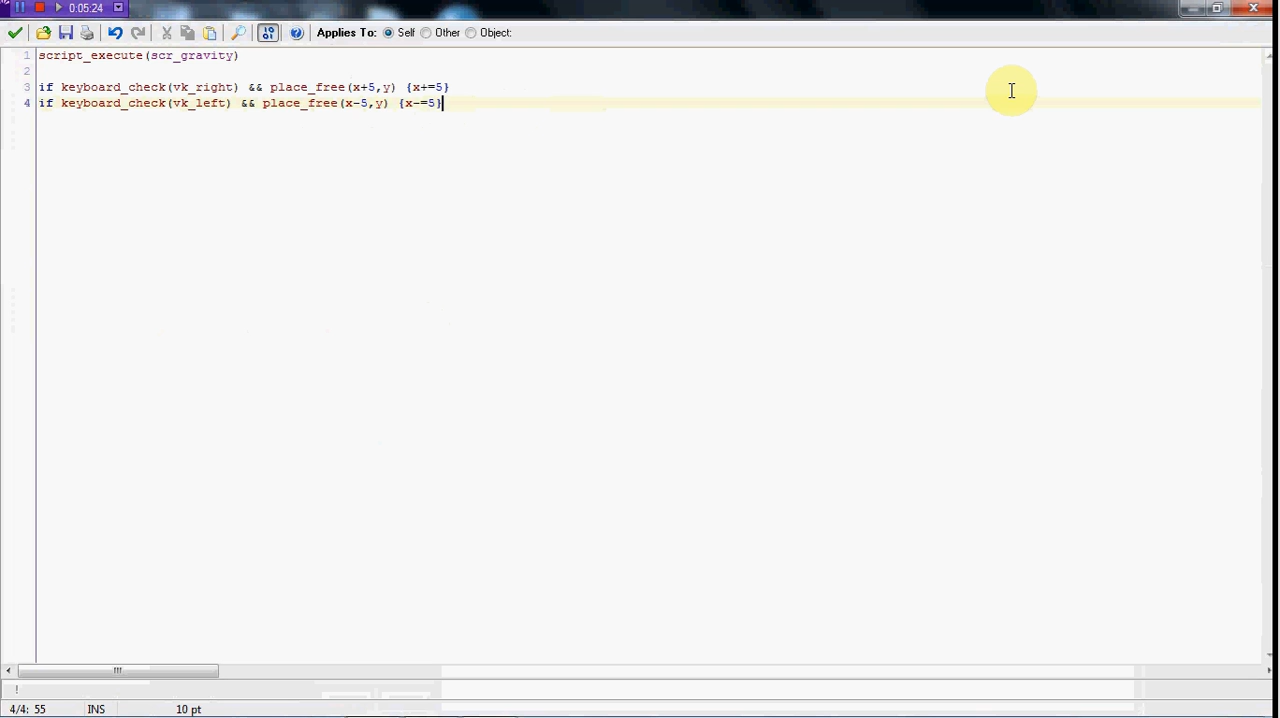 0:05:24
Applies To: Self Other Object:
1 script_execute(scr_gravity)
2
3 if keyboard_check(vk_right) && place_free(x+5,y) {x+=5}
4 if keyboard_check(vk_left) && place_free(x-5,y) {x-=5}
!
4/4: 55 INS 10 pt